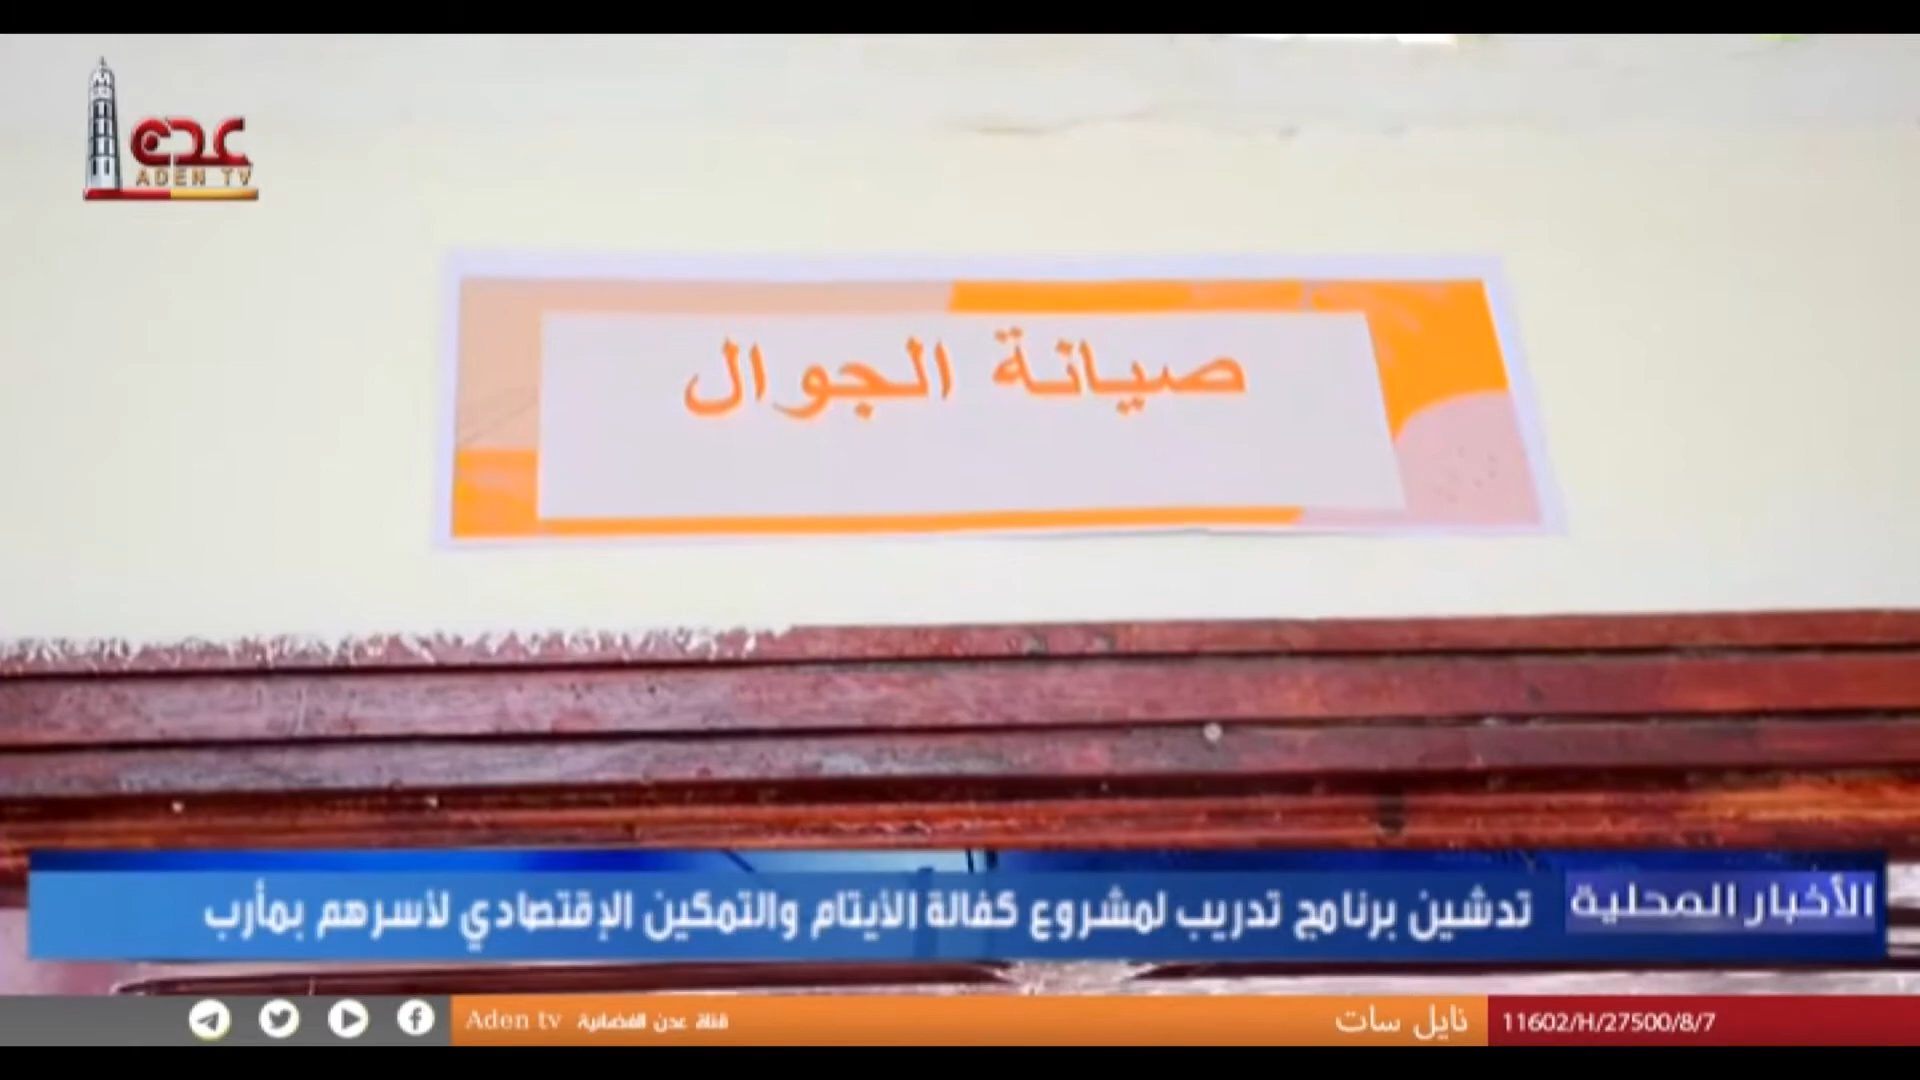 عدن
ADEN TV
صيانة الجوال
الأخبار المحلية
تدشين برنامج تدريب لمشروع كفالة الأيتام والتمكين الإقتصادي لأسرهم بمأرب
Aden tv قناة عدن الفضائية
نايل سات
11602/H/27500/8/7